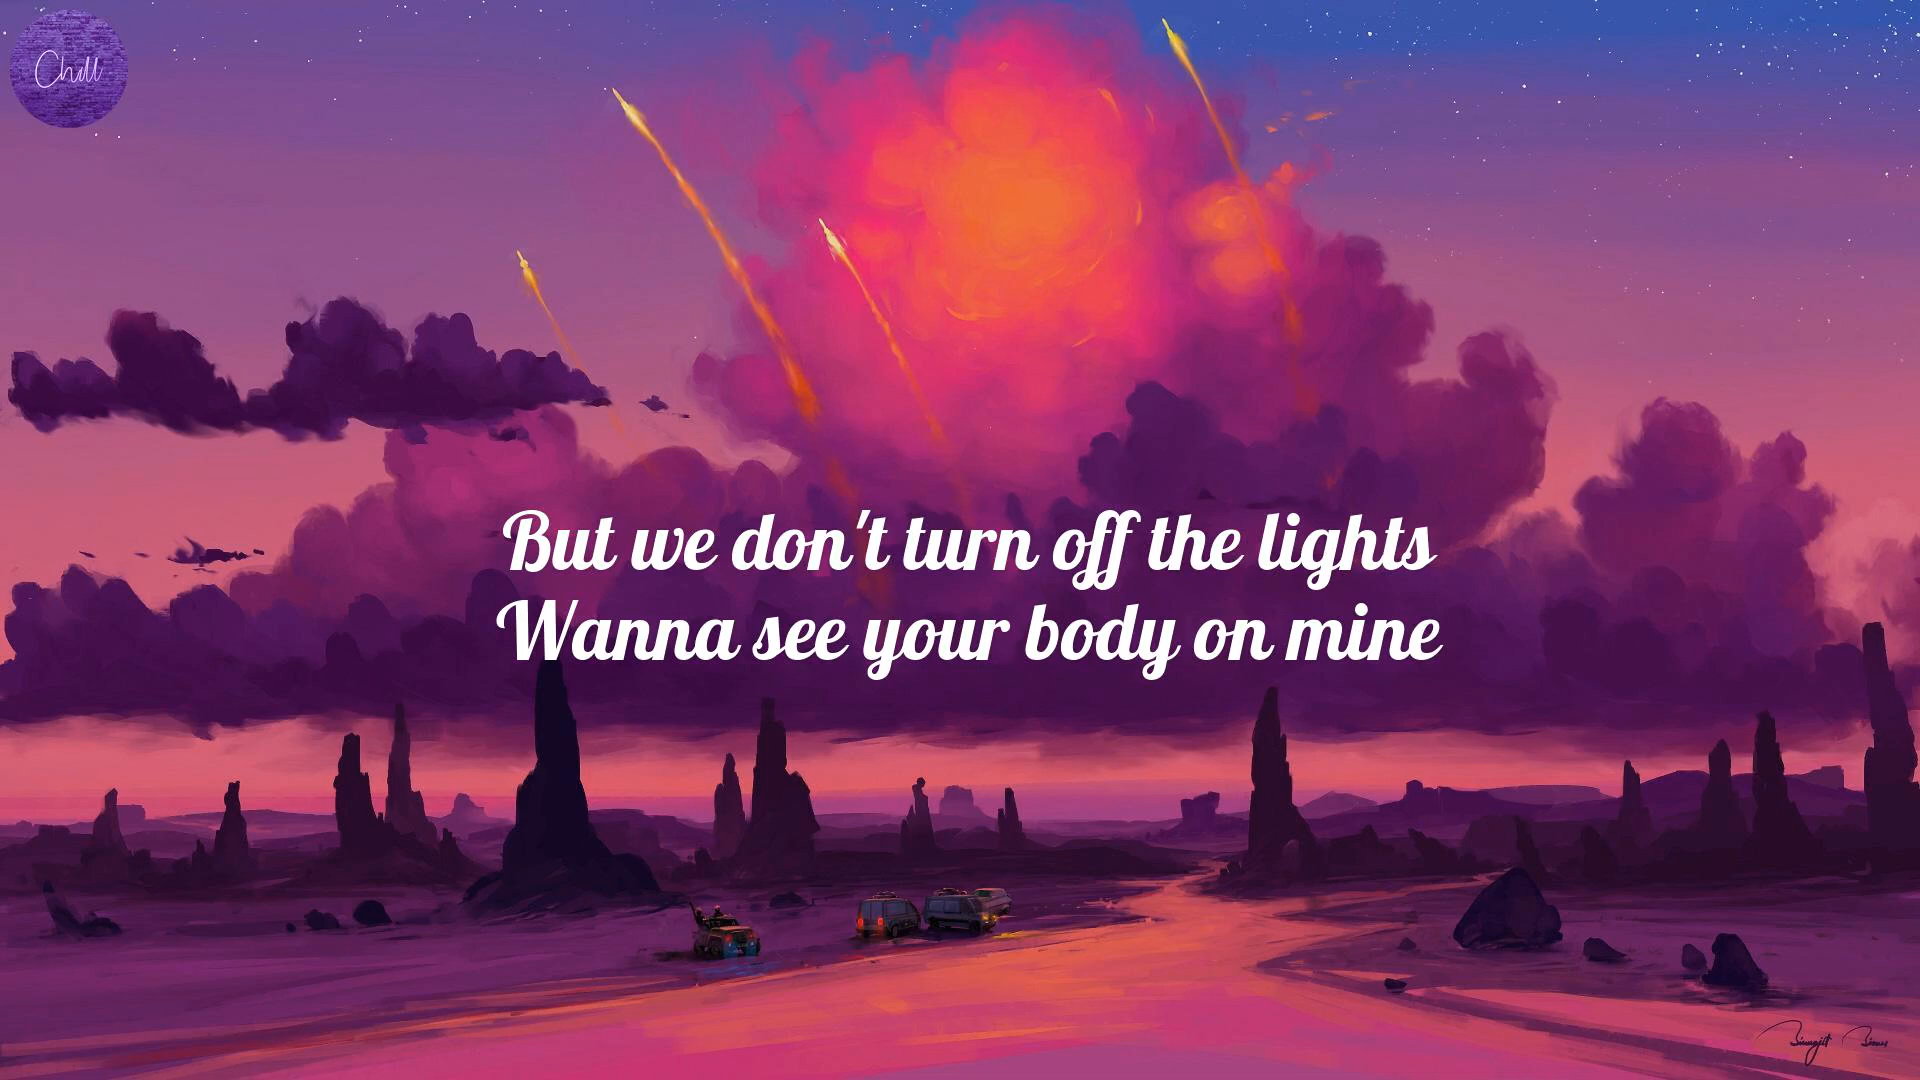 Chill
But we don't turn off the lights
Wanna see your body on mine